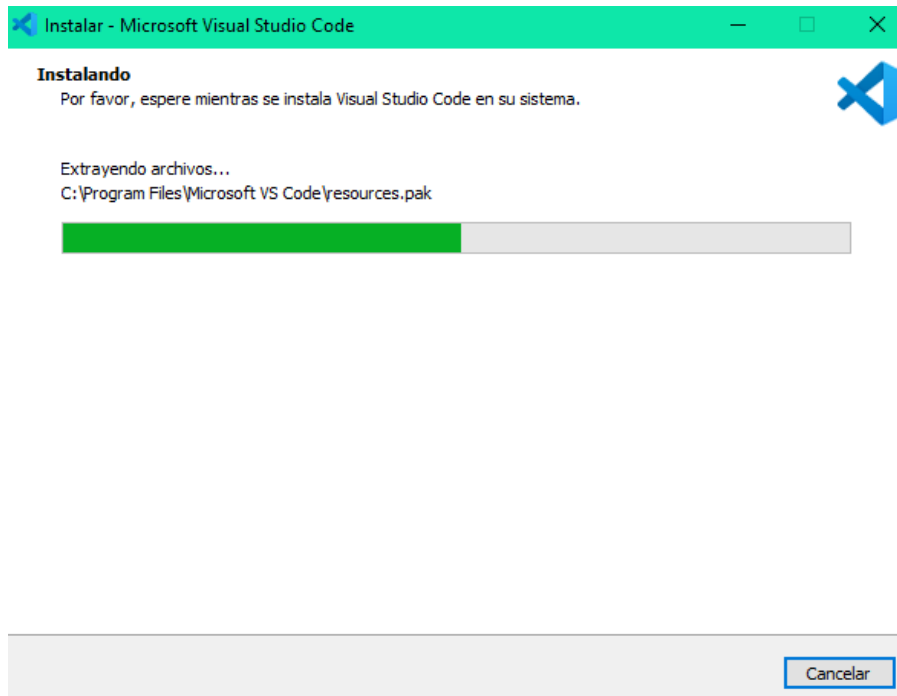 Instalar - Microsoft Visual Studio Code
Instalando
Por favor, espere mientras se instala Visual Studio Code en su sistema.
Extrayendo archivos...
C:\Program Files\Microsoft VS Code\resources.pak
Cancelar